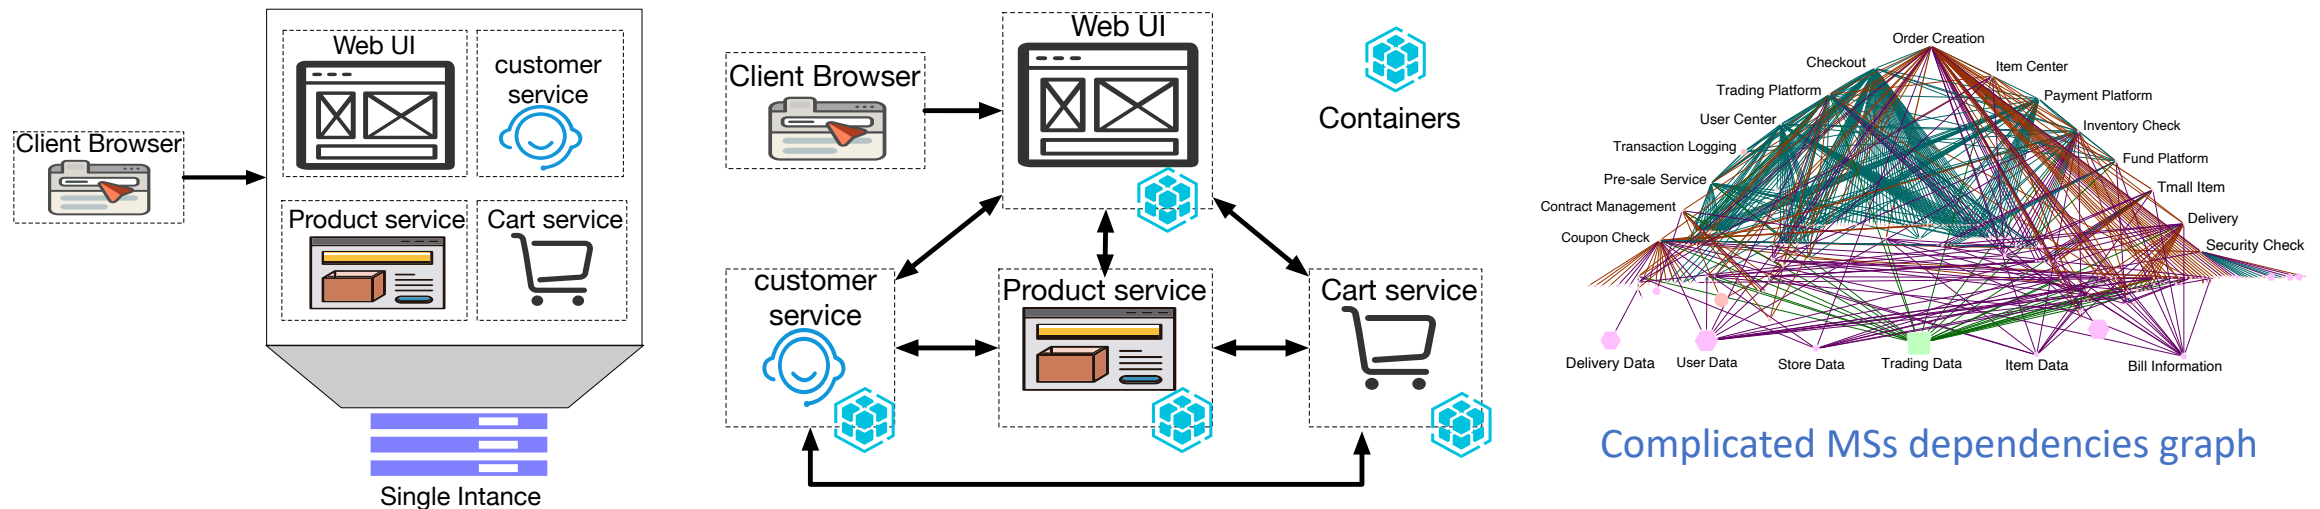 Client Browser
Web UI
customer
service
Product service
Cart service
Single Intance
Client Browser
Web UI
Containers
customer
service
Product service
Cart service
Order Creation
Checkout
Item Center
Trading Platform
Payment Platform
User Center
Inventory Check
Transaction Logging
Fund Platform
Pre-sale Service
Tmall Item
Contract Management
Delivery
Coupon Check
Security Check
Delivery Data
User Data
Store Data
Trading Data
Item Data
Bill Information
Complicated MSs dependencies graph